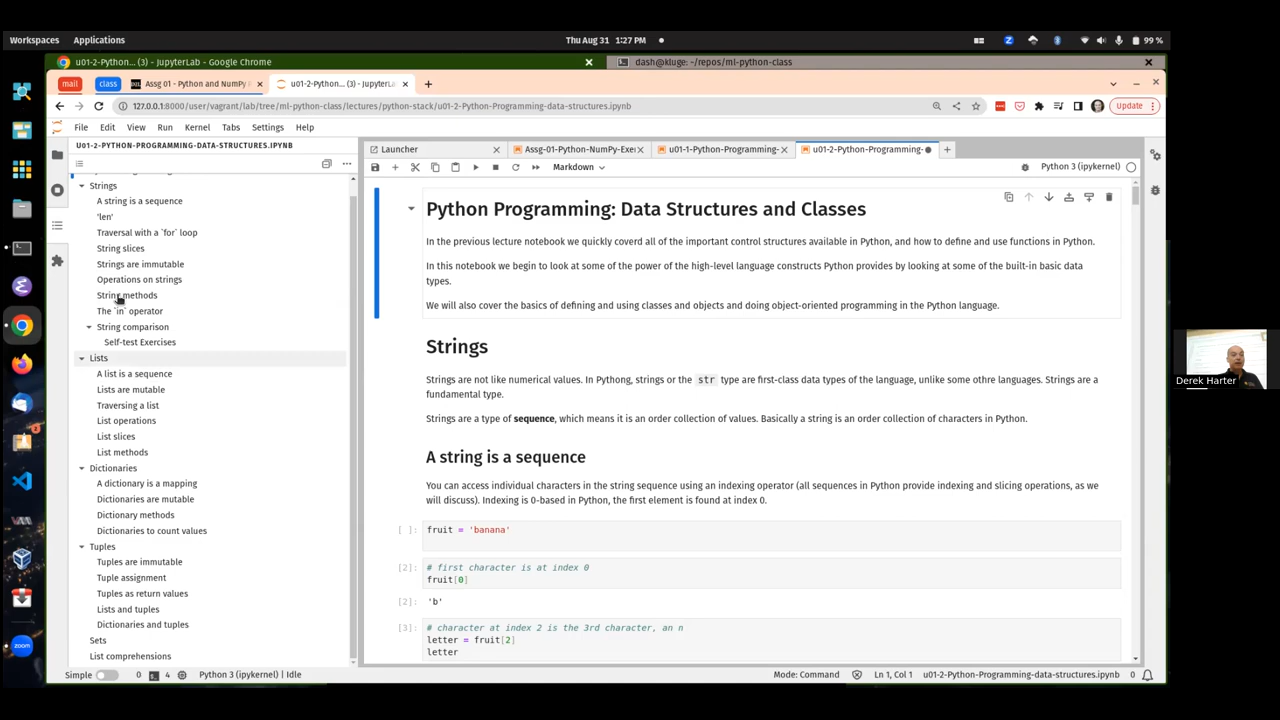 Workspaces Applications Thu Aug 31 1:27 PM 99 %
u01-2-Python... (3) - JupyterLab - Google Chrome dash@kluge: ~/repos/ml-python-class
mail class Assg 01 - Python and NumPy u01-2-Python... (3) - JupyterL
127.0.0.1:8000/user/vagrant/lab/tree/ml-python-class/lectures/python-stack/u01-2-Python-Programming-data-structures.ipynb Update
File Edit View Run Kernel Tabs Settings Help
U01-2-PYTHON-PROGRAMMING-DATA-STRUCTURES.IPYNB
Launcher Assg-01-Python-NumPy-Exer u01-1-Python-Programming- u01-2-Python-Programming-
Markdown Python 3 (ipykernel)
Strings
A string is a sequence
'len'
Traversal with a `for` loop
String slices
Strings are immutable
Operations on strings
String methods
The `in` operator
String comparison
Self-test Exercises
Lists
A list is a sequence
Lists are mutable
Traversing a list
List operations
List slices
List methods
Dictionaries
A dictionary is a mapping
Dictionaries are mutable
Dictionary methods
Dictionaries to count values
Tuples
Tuples are immutable
Tuple assignment
Tuples as return values
Lists and tuples
Dictionaries and tuples
Sets
List comprehensions
Python Programming: Data Structures and Classes
In the previous lecture notebook we quickly coverd all of the important control structures available in Python, and how to define and use functions in Python.
In this notebook we begin to look at some of the power of the high-level language constructs Python provides by looking at some of the built-in basic data
types.
We will also cover the basics of defining and using classes and objects and doing object-oriented programming in the Python language.
Strings
Strings are not like numerical values. In Pythong, strings or the str type are first-class data types of the language, unlike some othre languages. Strings are a
fundamental type.
Strings are a type of sequence, which means it is an order collection of values. Basically a string is an order collection of characters in Python.
A string is a sequence
You can access individual characters in the string sequence using an indexing operator (all sequences in Python provide indexing and slicing operations, as we
will discuss). Indexing is 0-based in Python, the first element is found at index 0.
[ ]: fruit = 'banana'
[2]: # first character is at index 0
fruit[0]
[2]: 'b'
[3]: # character at index 2 is the 3rd character, an n
letter = fruit[2]
letter
Derek Harter
Simple 0 4 Python 3 (ipykernel) | Idle Mode: Command Ln 1, Col 1 u01-2-Python-Programming-data-structures.ipynb 0